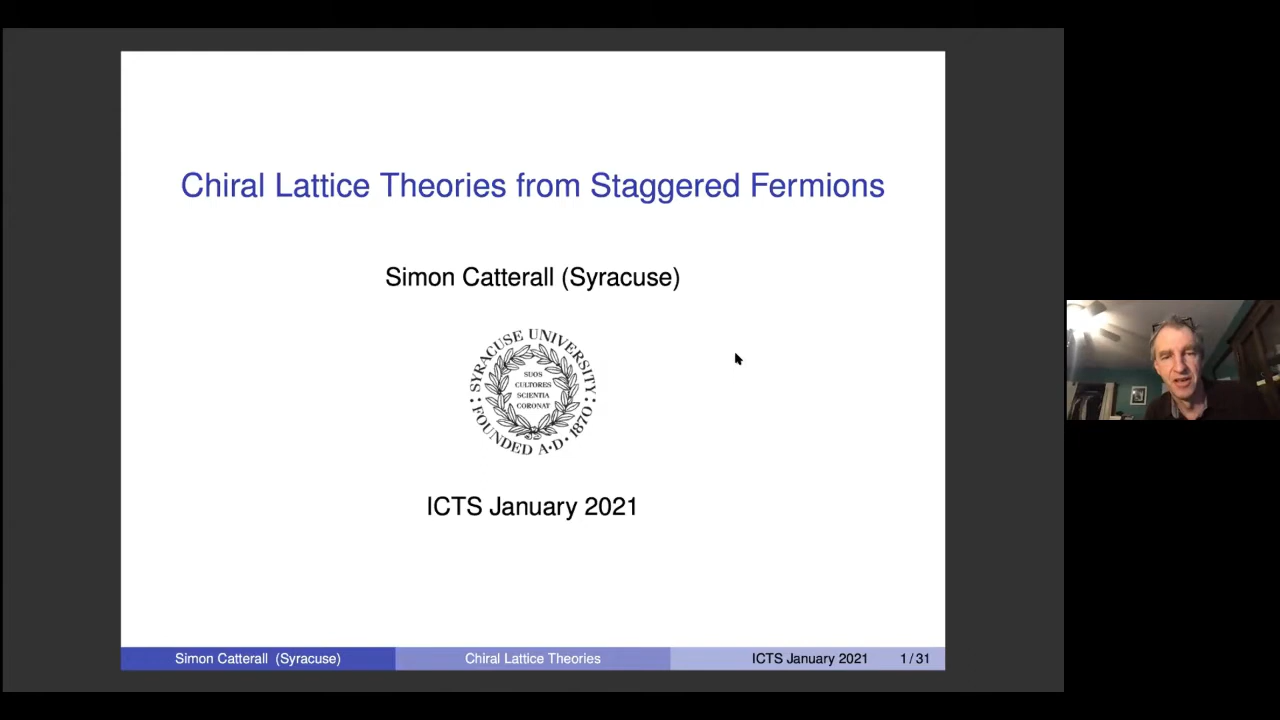 Chiral Lattice Theories from Staggered Fermions
Simon Catterall (Syracuse)
SYRACUSE UNIVERSITY
SUOS
CULTORES
SCIENTIA
CORONAT
FOUNDED A·D·1870
ICTS January 2021
Simon Catterall (Syracuse)
Chiral Lattice Theories
ICTS January 2021
1 / 31